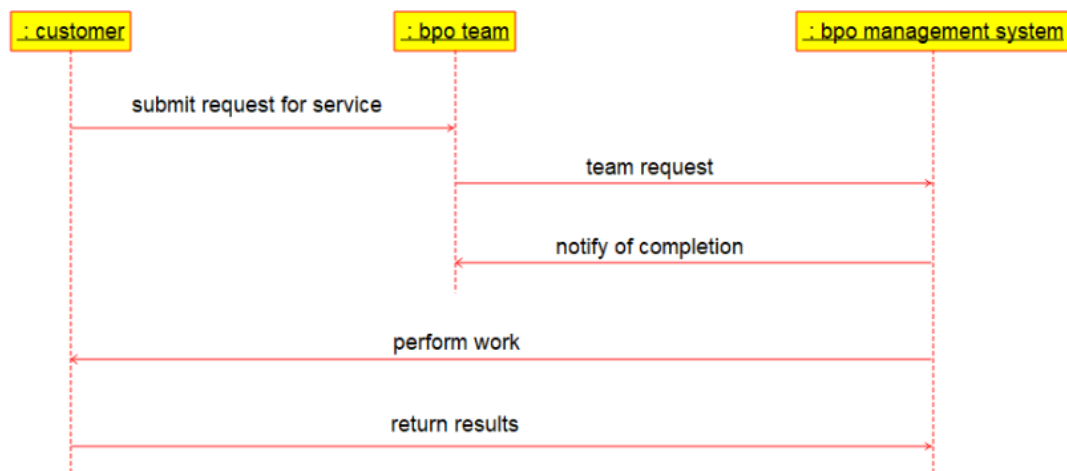 : customer
: bpo team
: bpo management system
submit request for service
team request
notify of completion
perform work
return results